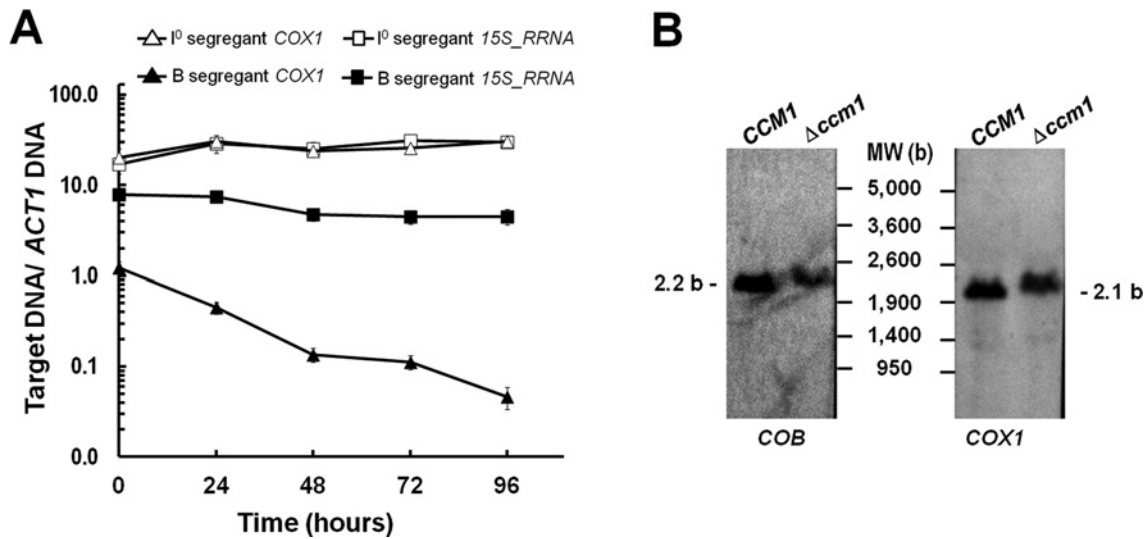 A
I⁰ segregant COX1 I⁰ segregant 15S_RRNA
B segregant COX1 B segregant 15S_RRNA
Target DNA/ ACT1 DNA
100.0
10.0
1.0
0.1
0.0
0 24 48 72 96
Time (hours)
B
CCM1 Δccm1
MW (b)
CCM1 Δccm1
5,000
3,600
2,600
2.2 b -
- 2.1 b
1,900
1,400
950
COB
COX1